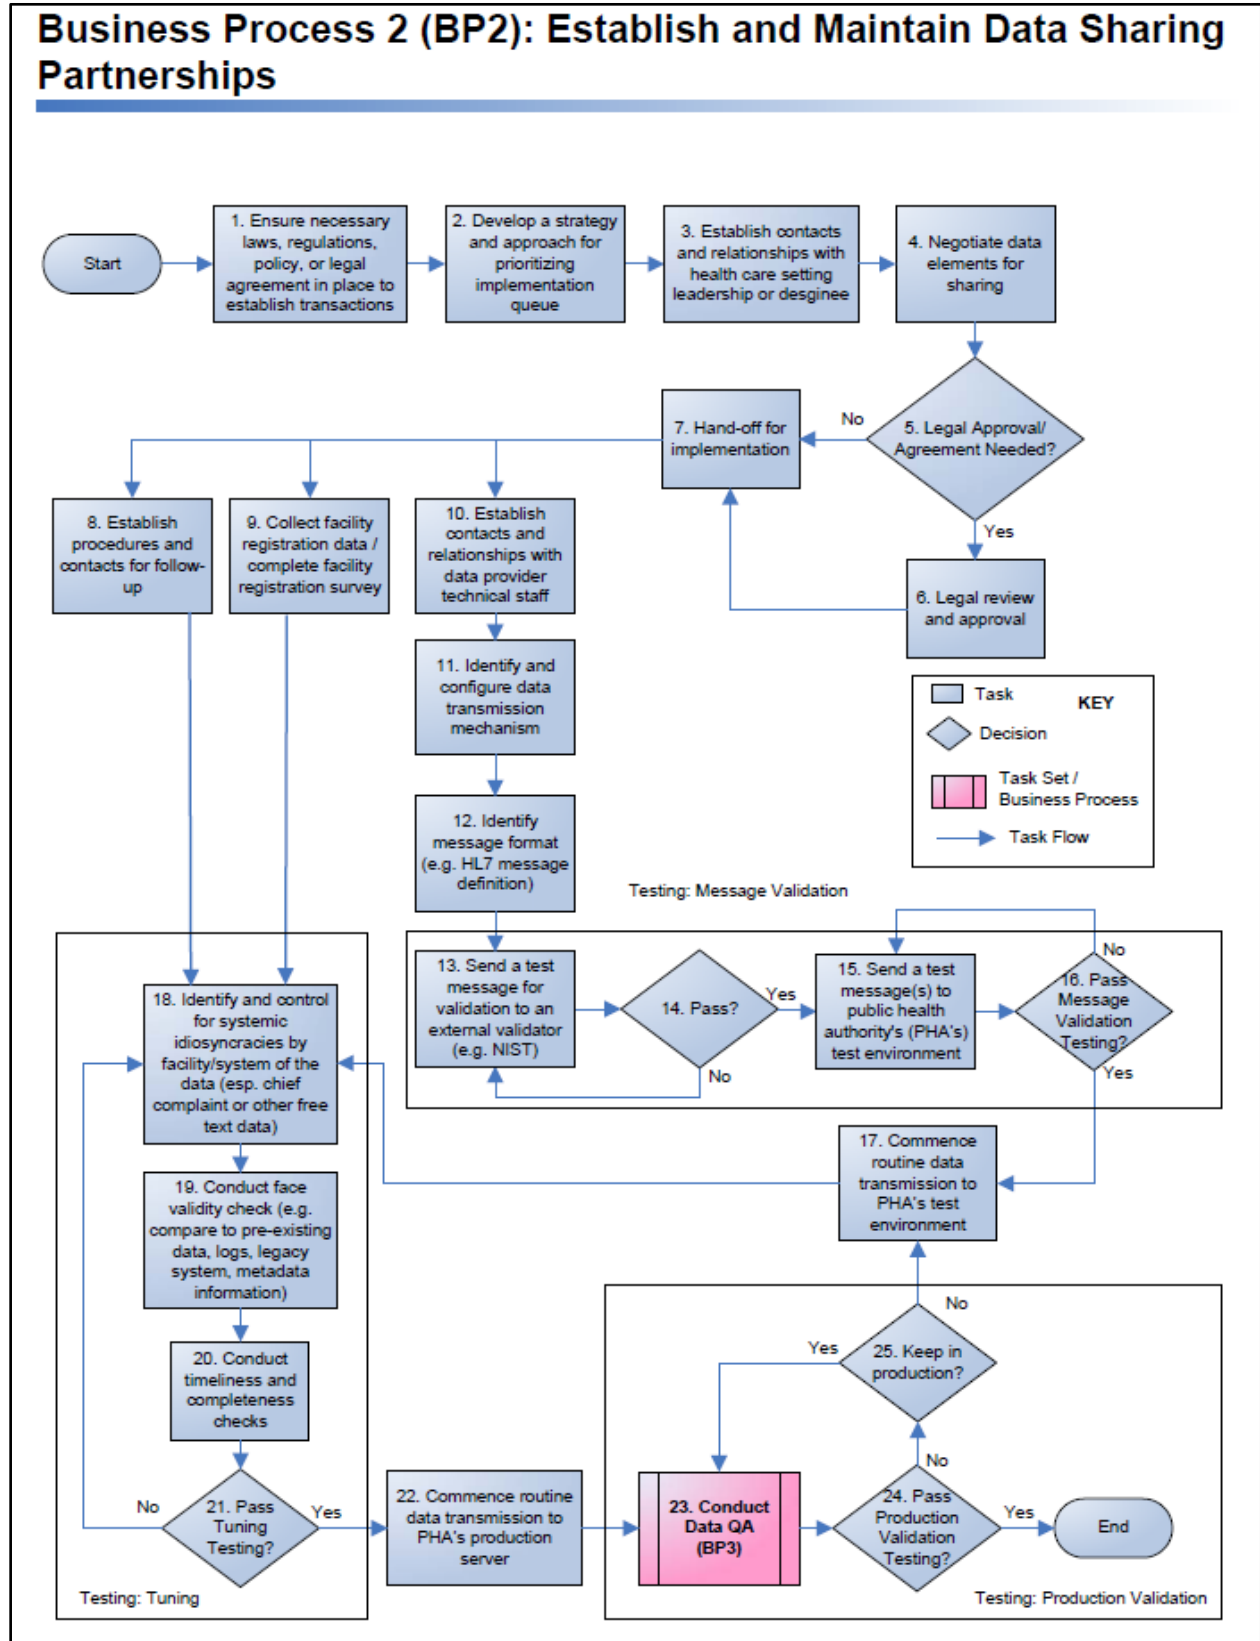 Business Process 2 (BP2): Establish and Maintain Data Sharing
Partnerships
Start
1. Ensure necessary
laws, regulations,
policy, or legal
agreement in place to
establish transactions
2. Develop a strategy
and approach for
prioritizing
implementation
queue
3. Establish contacts
and relationships with
health care setting
leadership or desginee
4. Negotiate data
elements for
sharing
5. Legal Approval/
Agreement Needed?
No
Yes
6. Legal review
and approval
7. Hand-off for
implementation
8. Establish
procedures and
contacts for follow-
up
9. Collect facility
registration data /
complete facility
registration survey
10. Establish
contacts and
relationships with
data provider
technical staff
11. Identify and
configure data
transmission
mechanism
12. Identify
message format
(e.g. HL7 message
definition)
KEY
Task
Decision
Task Set /
Business Process
Task Flow
Testing: Message Validation
13. Send a test
message for
validation to an
external validator
(e.g. NIST)
14. Pass?
Yes
No
15. Send a test
message(s) to
public health
authority's (PHA's)
test environment
16. Pass
Message
Validation
Testing?
No
Yes
17. Commence
routine data
transmission to
PHA's test
environment
18. Identify and control
for systemic
idiosyncracies by
facility/system of the
data (esp. chief
complaint or other free
text data)
19. Conduct face
validity check (e.g.
compare to pre-existing
data, logs, legacy
system, metadata
information)
20. Conduct
timeliness and
completeness
checks
21. Pass
Tuning
Testing?
No
Yes
Testing: Tuning
22. Commence routine
data transmission to
PHA's production
server
23. Conduct
Data QA
(BP3)
24. Pass
Production
Validation
Testing?
No
Yes
25. Keep in
production?
Yes
No
End
Testing: Production Validation